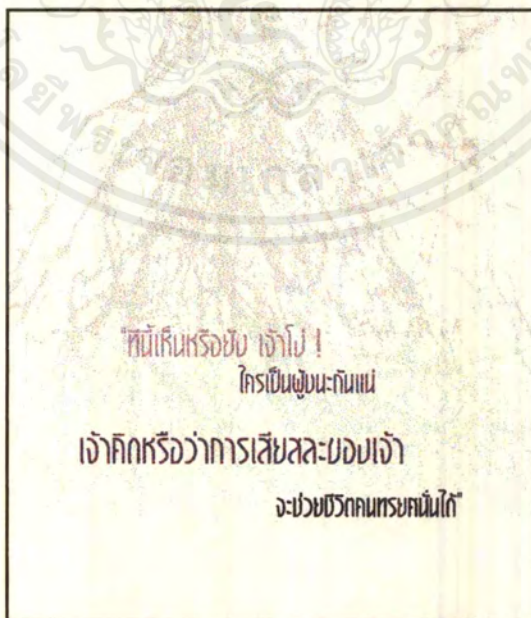 "ทีนี้เห็นหรือยัง เจ้าโง่ !
ใครเป็นผู้ชนะกันแน่
เจ้าคิดหรือว่าการเสียสละของเจ้า
จะช่วยชีวิตคนทรยศนั่นได้"